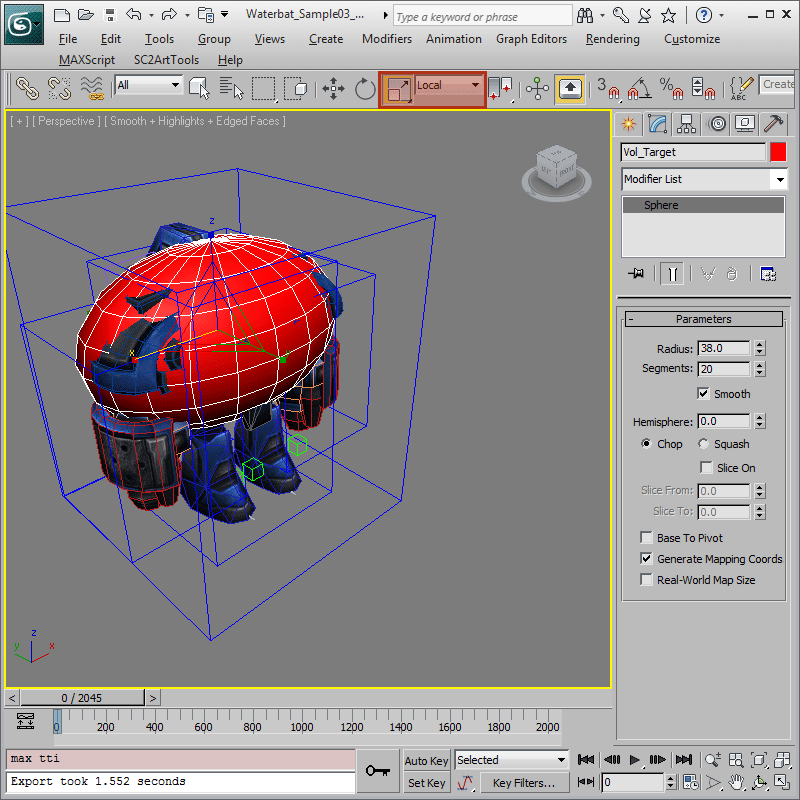 Waterbat_Sample03_...
Type a keyword or phrase
File Edit Tools Group Views Create Modifiers Animation Graph Editors Rendering Customize
MAXScript SC2ArtTools Help
All
Local
3
%
ABC
Create
[ + ] [ Perspective ] [ Smooth + Highlights + Edged Faces ]
Vol_Target
Modifier List
z
Sphere
- Parameters
Radius: 38.0
x
Segments: 20
Smooth
Hemisphere: 0.0
Chop Squash
Slice On
Slice From: 0.0
Slice To: 0.0
Base To Pivot
Generate Mapping Coords
Real-World Map Size
z
y x
< 0 / 2045 >
0 200 400 600 800 1000 1200 1400 1600 1800 2000
max tti
Export took 1.552 seconds
Auto Key Selected
Set Key Key Filters...
0